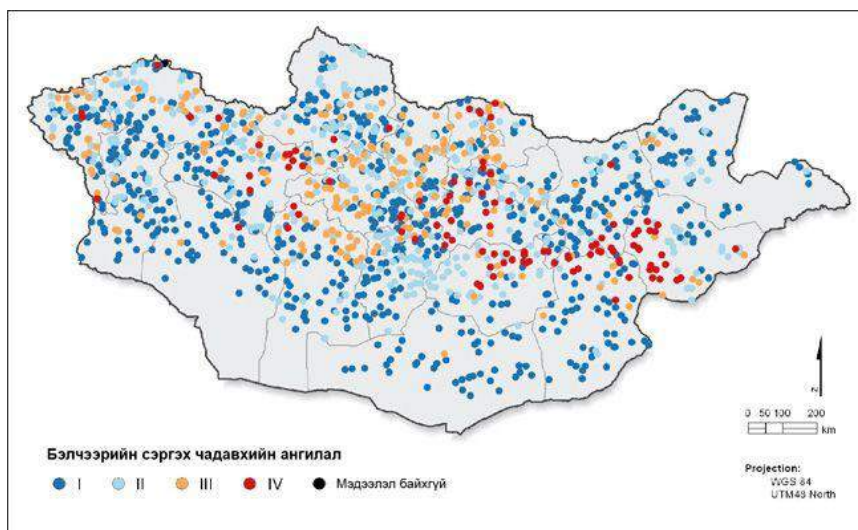 Бэлчээрийн сэргэх чадавхийн ангилал
I II III IV Мэдээлэл байхгүй
N
0 50 100 200
km
Projection:
WGS 84
UTM48 North